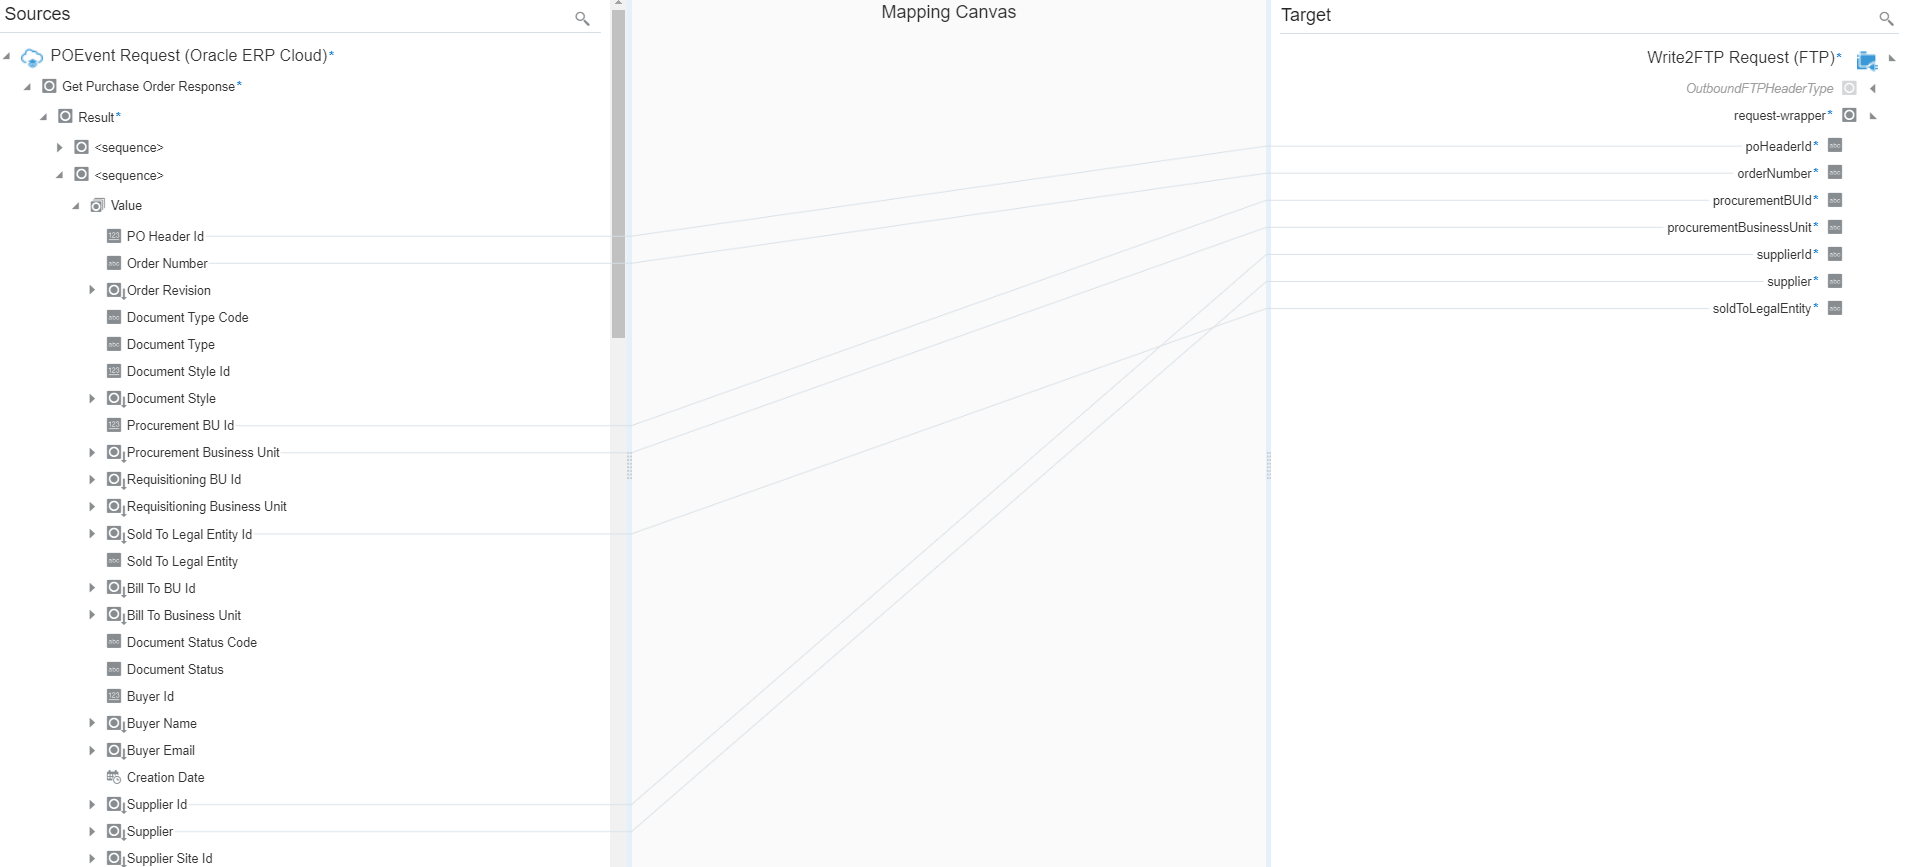 Sources
Mapping Canvas
Target
POEvent Request (Oracle ERP Cloud)*
Get Purchase Order Response*
Result*
<sequence>
<sequence>
Value
PO Header Id
Order Number
Order Revision
Document Type Code
Document Type
Document Style Id
Document Style
Procurement BU Id
Procurement Business Unit
Requisitioning BU Id
Requisitioning Business Unit
Sold To Legal Entity Id
Sold To Legal Entity
Bill To BU Id
Bill To Business Unit
Document Status Code
Document Status
Buyer Id
Buyer Name
Buyer Email
Creation Date
Supplier Id
Supplier
Supplier Site Id
Write2FTP Request (FTP)*
OutboundFTPHeaderType
request-wrapper*
poHeaderId*
orderNumber*
procurementBUId*
procurementBusinessUnit*
supplierId*
supplier*
soldToLegalEntity*